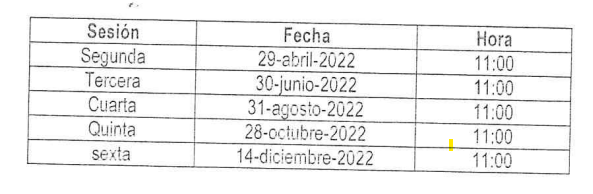 Sesión Fecha Hora
Segunda 29-abril-2022 11:00
Tercera 30-junio-2022 11:00
Cuarta 31-agosto-2022 11:00
Quinta 28-octubre-2022 11:00
sexta 14-diciembre-2022 11:00